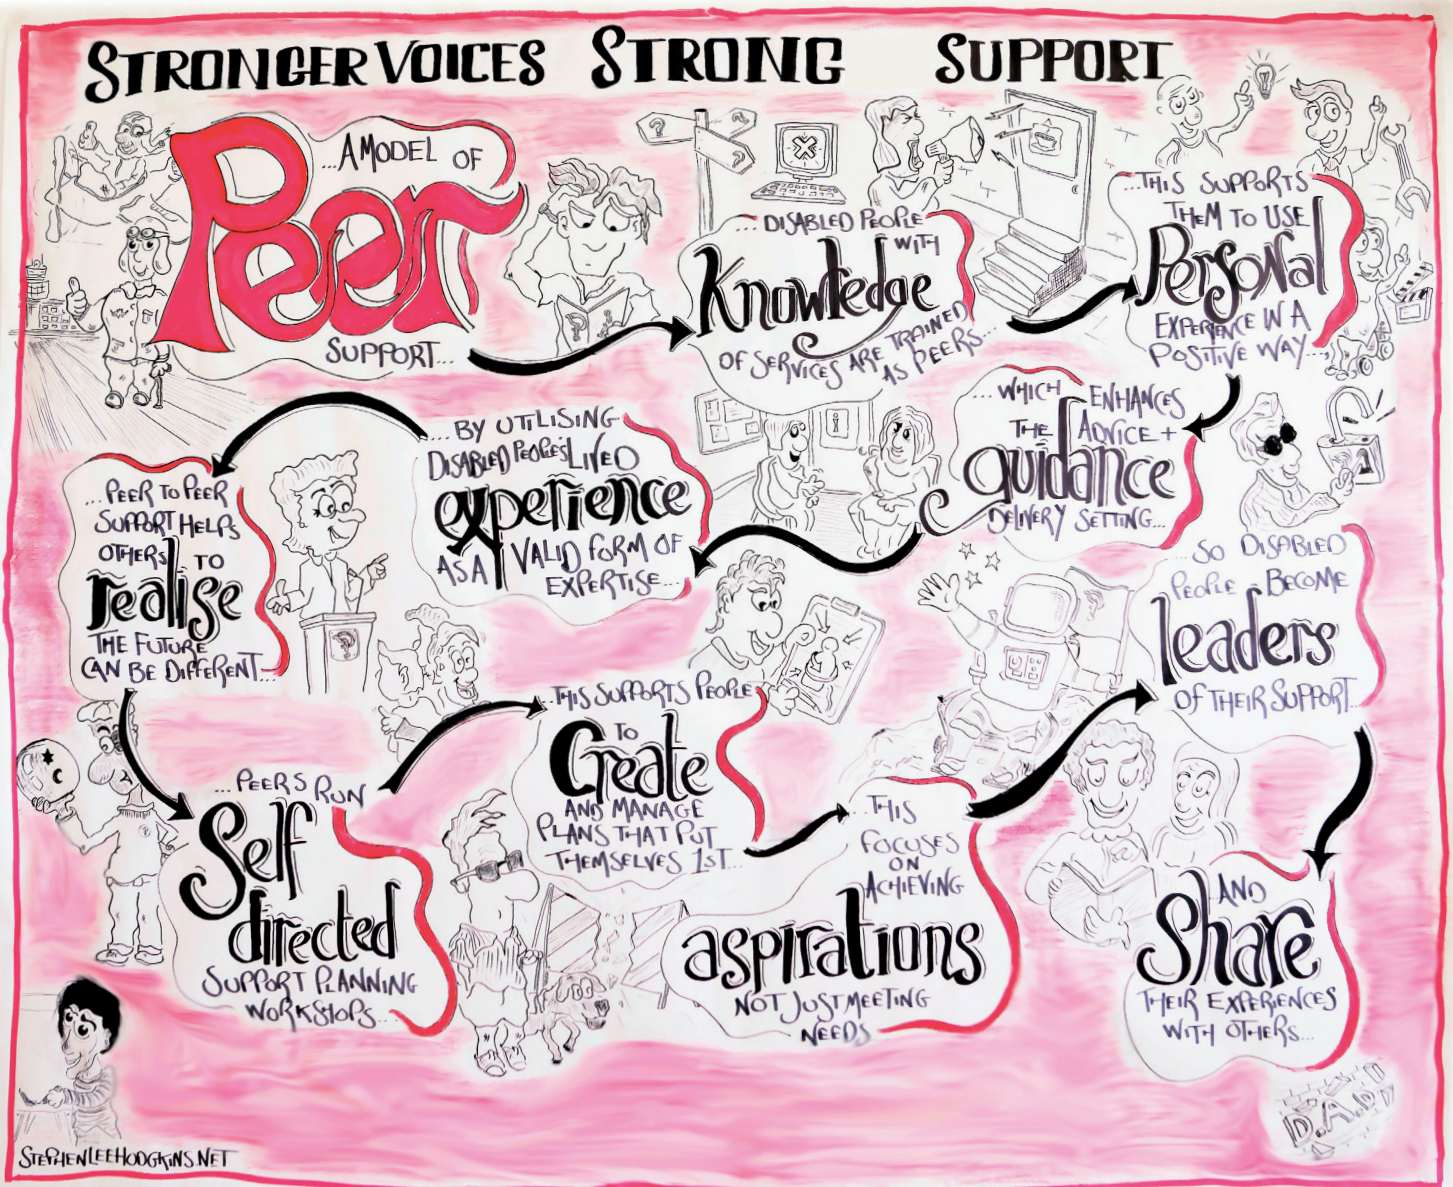 STRONGER VOICES STRONG SUPPORT
...A MODEL OF
PEER
SUPPORT...
... DISABLED PEOPLE
WITH
Knowledge
OF SERVICES ARE TRAINED
AS PEERS...
...THIS SUPPORTS
THEM TO USE
Personal
EXPERIENCE IN A
POSITIVE WAY...,
...WHICH ENHANCES
THE ADVICE +
guidance
DELIVERY SETTING...
... BY UTILISING
DISABLED PEOPLE'S LIVED
experience
AS A VALID FORM OF
EXPERTISE...
...PEER TO PEER
SUPPORT HELPS
OTHERS TO
realise
THE FUTURE
CAN BE DIFFERENT...
...PEERS RUN
Self
directed
SUPPORT PLANNING
WORKSHOPS...
...THIS SUPPORTS PEOPLE
TO
Create
AND MANAGE
PLANS THAT PUT
THEMSELVES 1ST...
...THIS
FOCUSES
ON
ACHIEVING
aspirations
NOT JUST MEETING
NEEDS
...SO DISABLED
PEOPLE BECOME
leaders
OF THEIR SUPPORT...
AND
Share
THEIR EXPERIENCES
WITH OTHERS...
D.A.D!
STEPHENLEEHODGKINS.NET